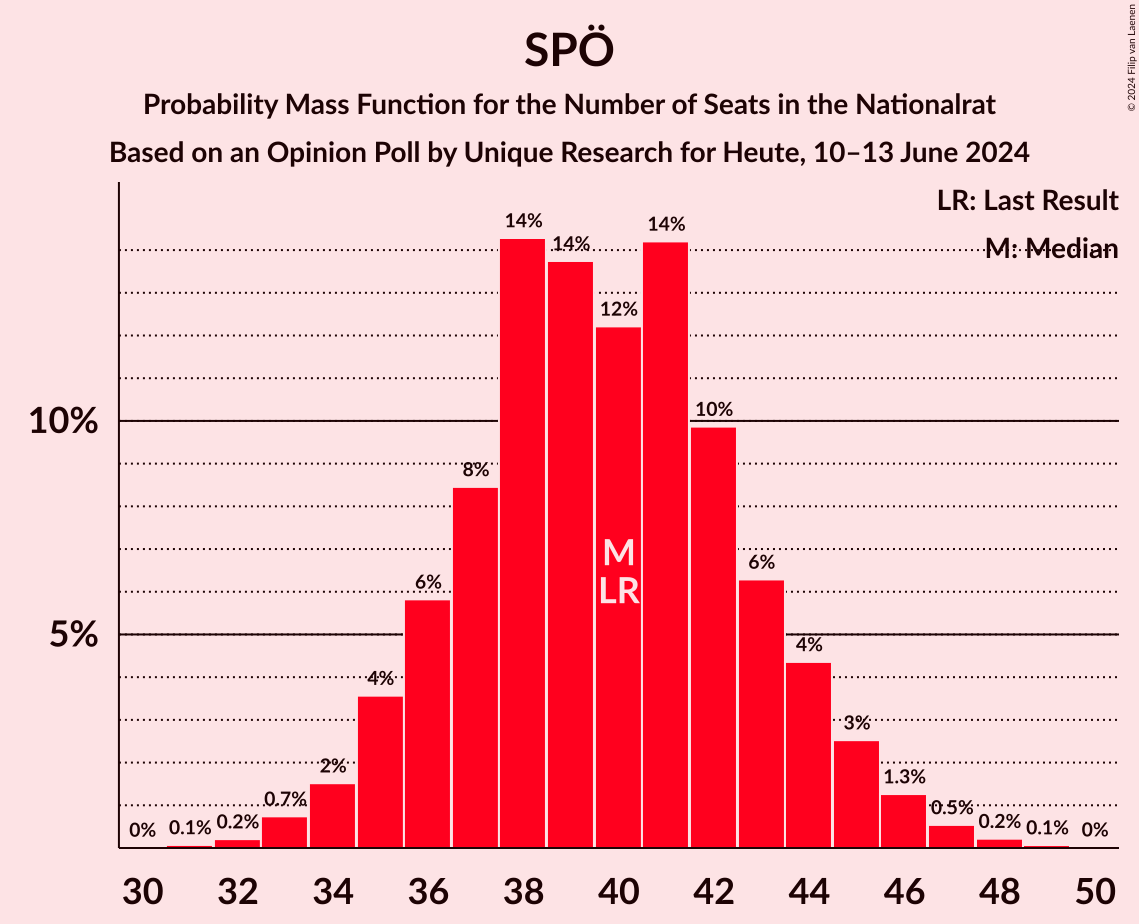 SPÖ
Probability Mass Function for the Number of Seats in the Nationalrat
Based on an Opinion Poll by Unique Research for Heute, 10–13 June 2024
© 2024 Filip van Laenen
LR: Last Result
M: Median
10%
5%
0%
0.1%
0.2%
0.7%
2%
4%
6%
8%
14%
14%
12%
14%
10%
6%
4%
3%
1.3%
0.5%
0.2%
0.1%
0%
M
LR
30 32 34 36 38 40 42 44 46 48 50